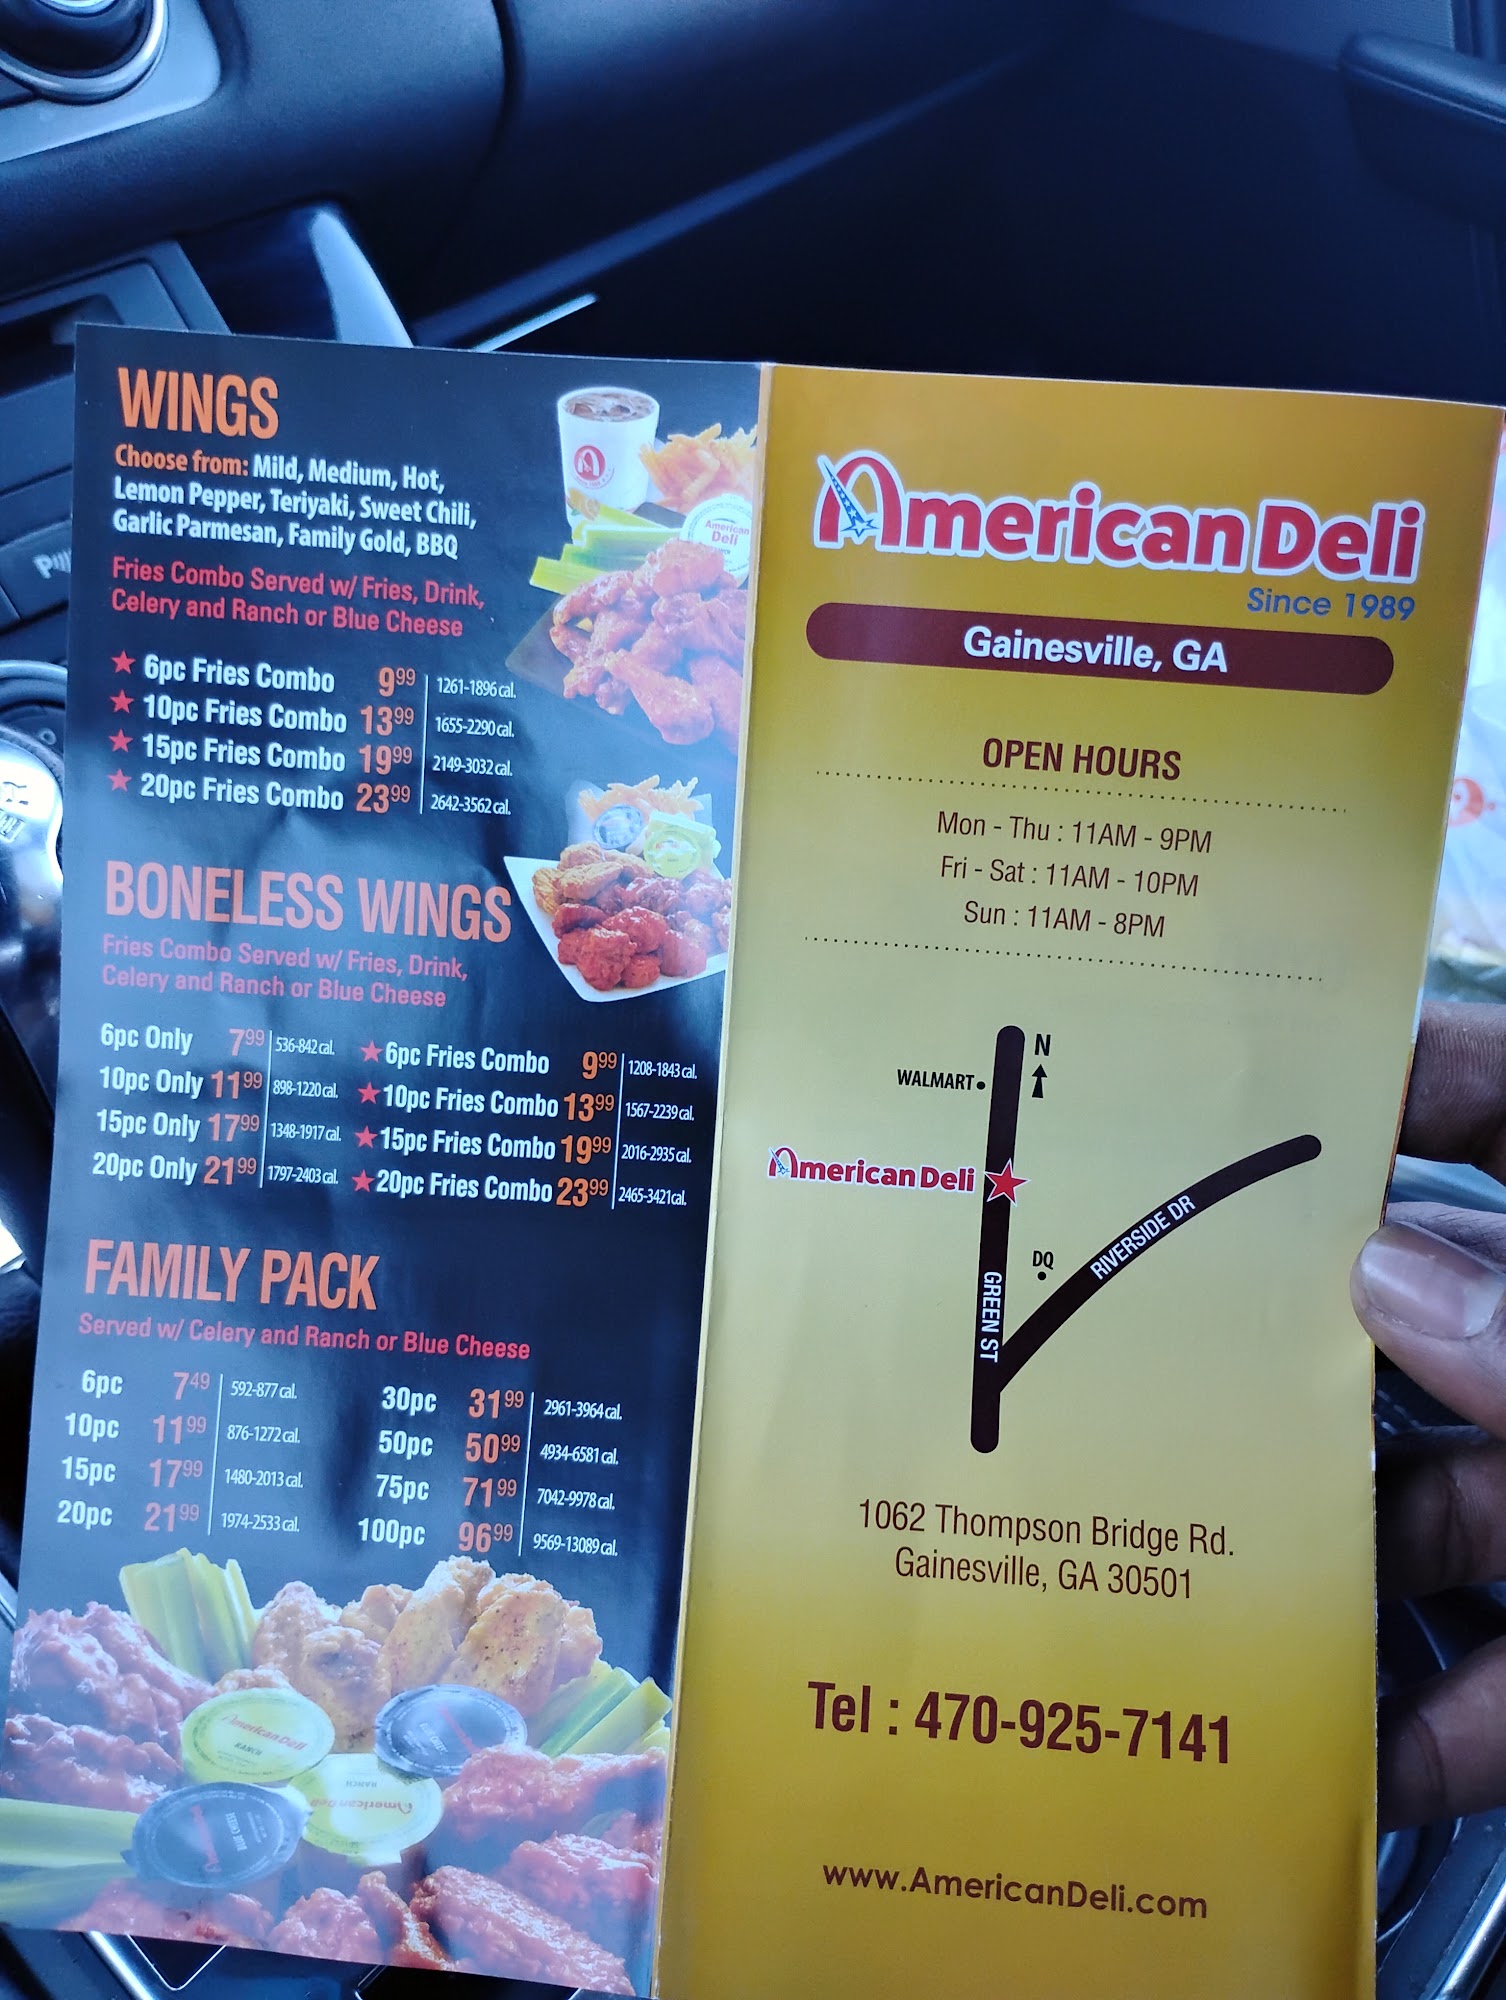 WINGS
Choose from: Mild, Medium, Hot,
Lemon Pepper, Teriyaki, Sweet Chili,
Garlic Parmesan, Family Gold, BBQ
Fries Combo Served w/ Fries, Drink,
Celery and Ranch or Blue Cheese
6pc Fries Combo 9.99 1261-1896 cal.
10pc Fries Combo 13.99 1655-2290 cal.
15pc Fries Combo 19.99 2149-3032 cal.
20pc Fries Combo 23.99 2642-3562 cal.
American
Deli
BONELESS WINGS
Fries Combo Served w/ Fries, Drink,
Celery and Ranch or Blue Cheese
6pc Only 7.99 536-842 cal.
10pc Only 11.99 898-1220 cal.
15pc Only 17.99 1348-1917 cal.
20pc Only 21.99 1797-2403 cal.
6pc Fries Combo 9.99 1208-1843 cal.
10pc Fries Combo 13.99 1567-2239 cal.
15pc Fries Combo 19.99 2016-2935 cal.
20pc Fries Combo 23.99 2465-3421 cal.
FAMILY PACK
Served w/ Celery and Ranch or Blue Cheese
6pc 7.49 592-877 cal.
10pc 11.99 876-1272 cal.
15pc 17.99 1480-2013 cal.
20pc 21.99 1974-2533 cal.
30pc 31.99 2961-3964 cal.
50pc 50.99 4934-6581 cal.
75pc 71.99 7042-9978 cal.
100pc 96.99 9569-13089 cal.
American Deli
RANCH
American Deli
RANCH
BLUE CHEESE
American Deli
Since 1989
Gainesville, GA
OPEN HOURS
Mon - Thu : 11AM - 9PM
Fri - Sat : 11AM - 10PM
Sun : 11AM - 8PM
N
WALMART
American Deli
DQ
RIVERSIDE DR
GREEN ST
1062 Thompson Bridge Rd.
Gainesville, GA 30501
Tel : 470-925-7141
www.AmericanDeli.com